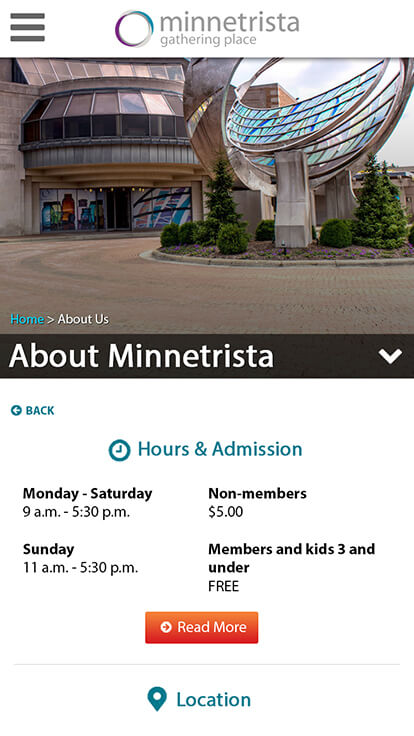 minnetrista
gathering place
Home > About Us
About Minnetrista
BACK
Hours & Admission
Monday - Saturday
9 a.m. - 5:30 p.m.
Non-members
$5.00
Sunday
11 a.m. - 5:30 p.m.
Members and kids 3 and
under
FREE
Read More
Location